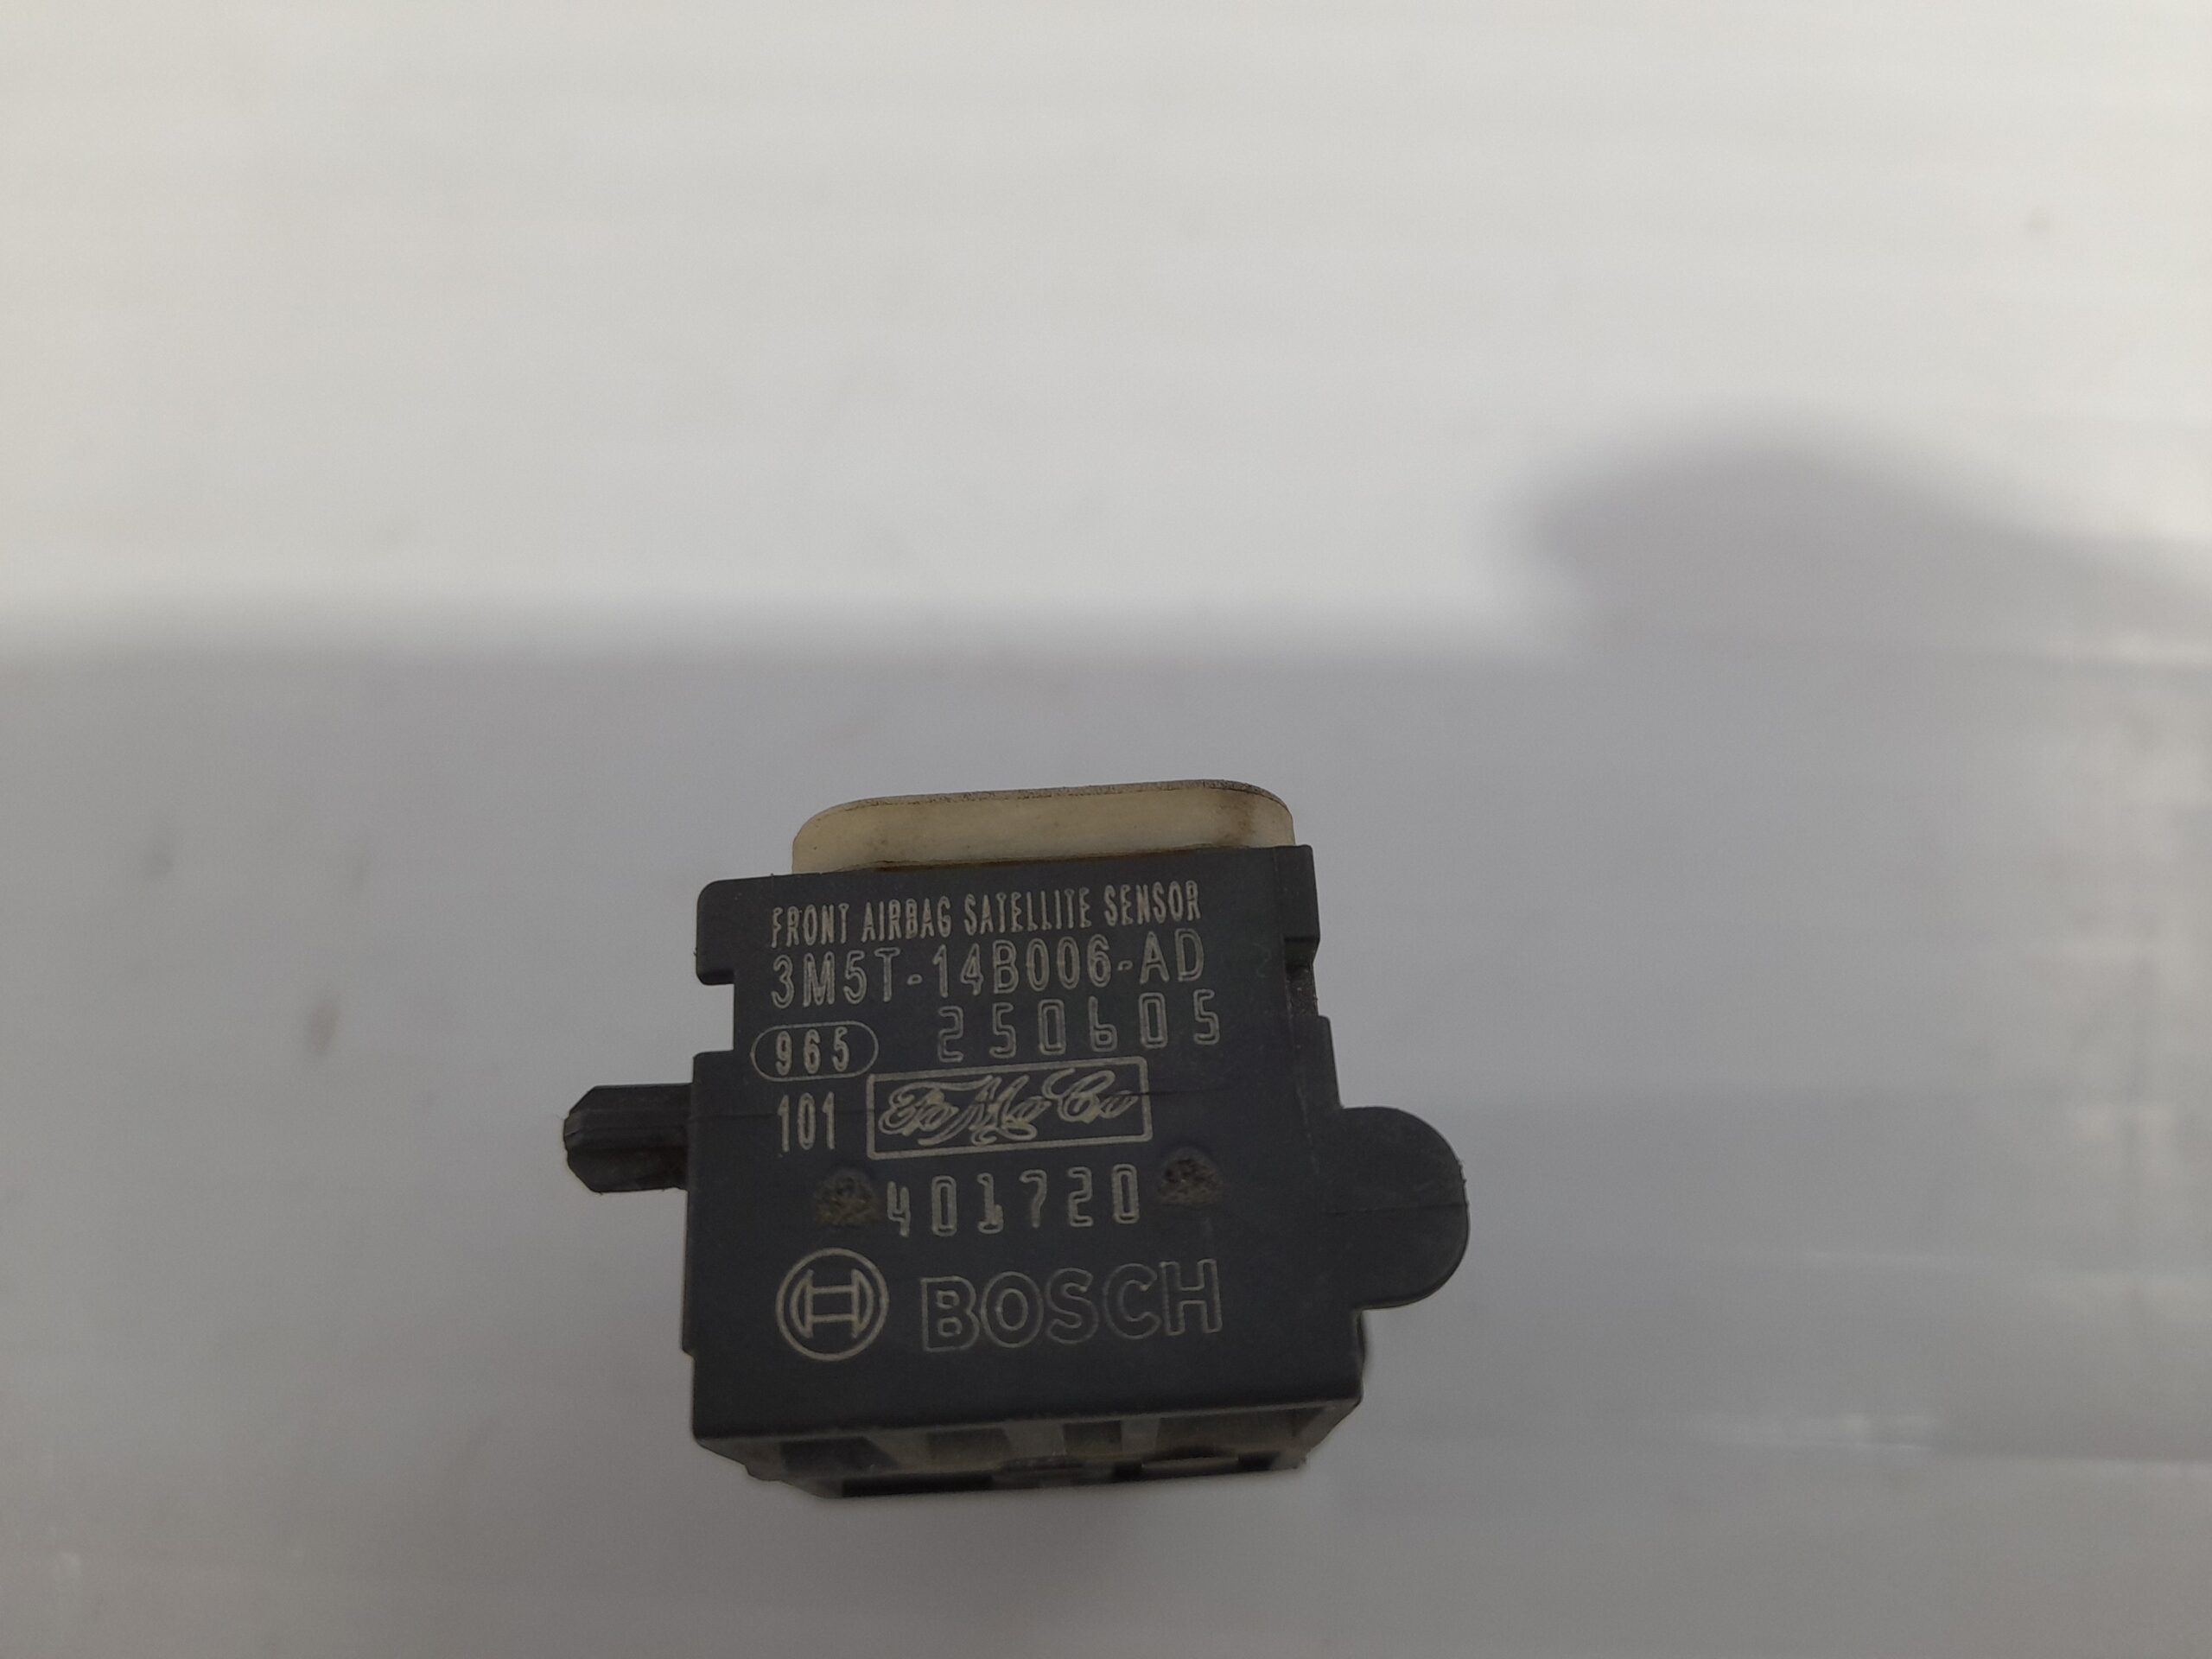 FRONT AIRBAG SATELLITE SENSOR
3M5T-14B006-AD
965 250605
101 FoMoCo
401720
BOSCH